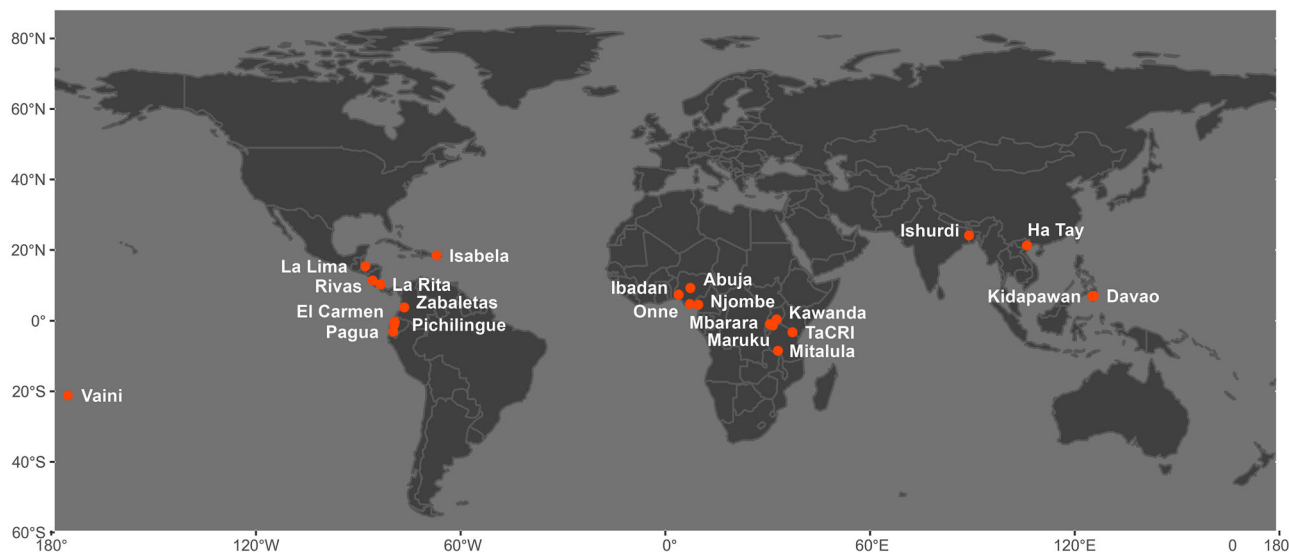 80°N
60°N
40°N
20°N
0°
20°S
40°S
60°S
Ishurdi
Ha Tay
Isabela
La Lima
Rivas
La Rita
Zabaletas
El Carmen
Pagua
Pichilingue
Ibadan
Abuja
Onne
Njombe
Mbarara
Kawanda
Maruku
TaCRI
Mitalula
Kidapawan
Davao
Vaini
180°
120°W
60°W
0°
60°E
120°E
0
180